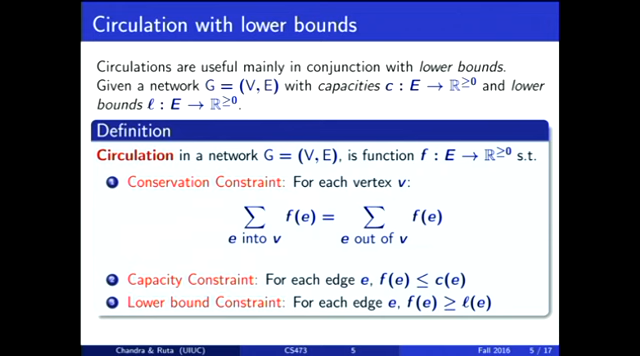 Circulation with lower bounds
Circulations are useful mainly in conjunction with lower bounds.
Given a network G = (V, E) with capacities c : E → ℝ≥0 and lower
bounds ℓ : E → ℝ≥0.
Definition
Circulation in a network G = (V, E), is function f : E → ℝ≥0 s.t.
1 Conservation Constraint: For each vertex v:
∑ f(e) = ∑ f(e)
e into v e out of v
2 Capacity Constraint: For each edge e, f(e) ≤ c(e)
3 Lower bound Constraint: For each edge e, f(e) ≥ ℓ(e)
Chandra & Ruta (UIUC) CS473 5 Fall 2016 5 / 17